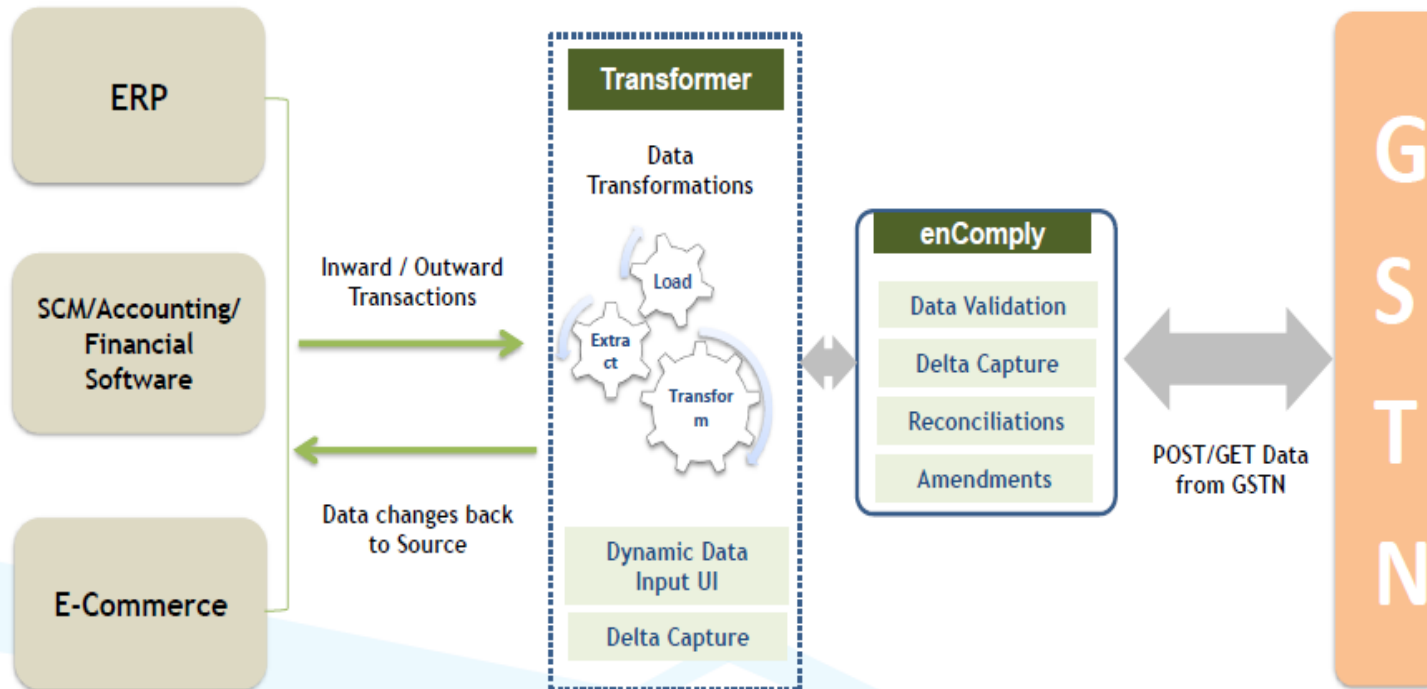 ERP
SCM/Accounting/
Financial
Software
E-Commerce
Inward / Outward
Transactions
Data changes back
to Source
Transformer
Data
Transformations
Load
Extra
ct
Transfor
m
Dynamic Data
Input UI
Delta Capture
enComply
Data Validation
Delta Capture
Reconciliations
Amendments
POST/GET Data
from GSTN
G
S
T
N